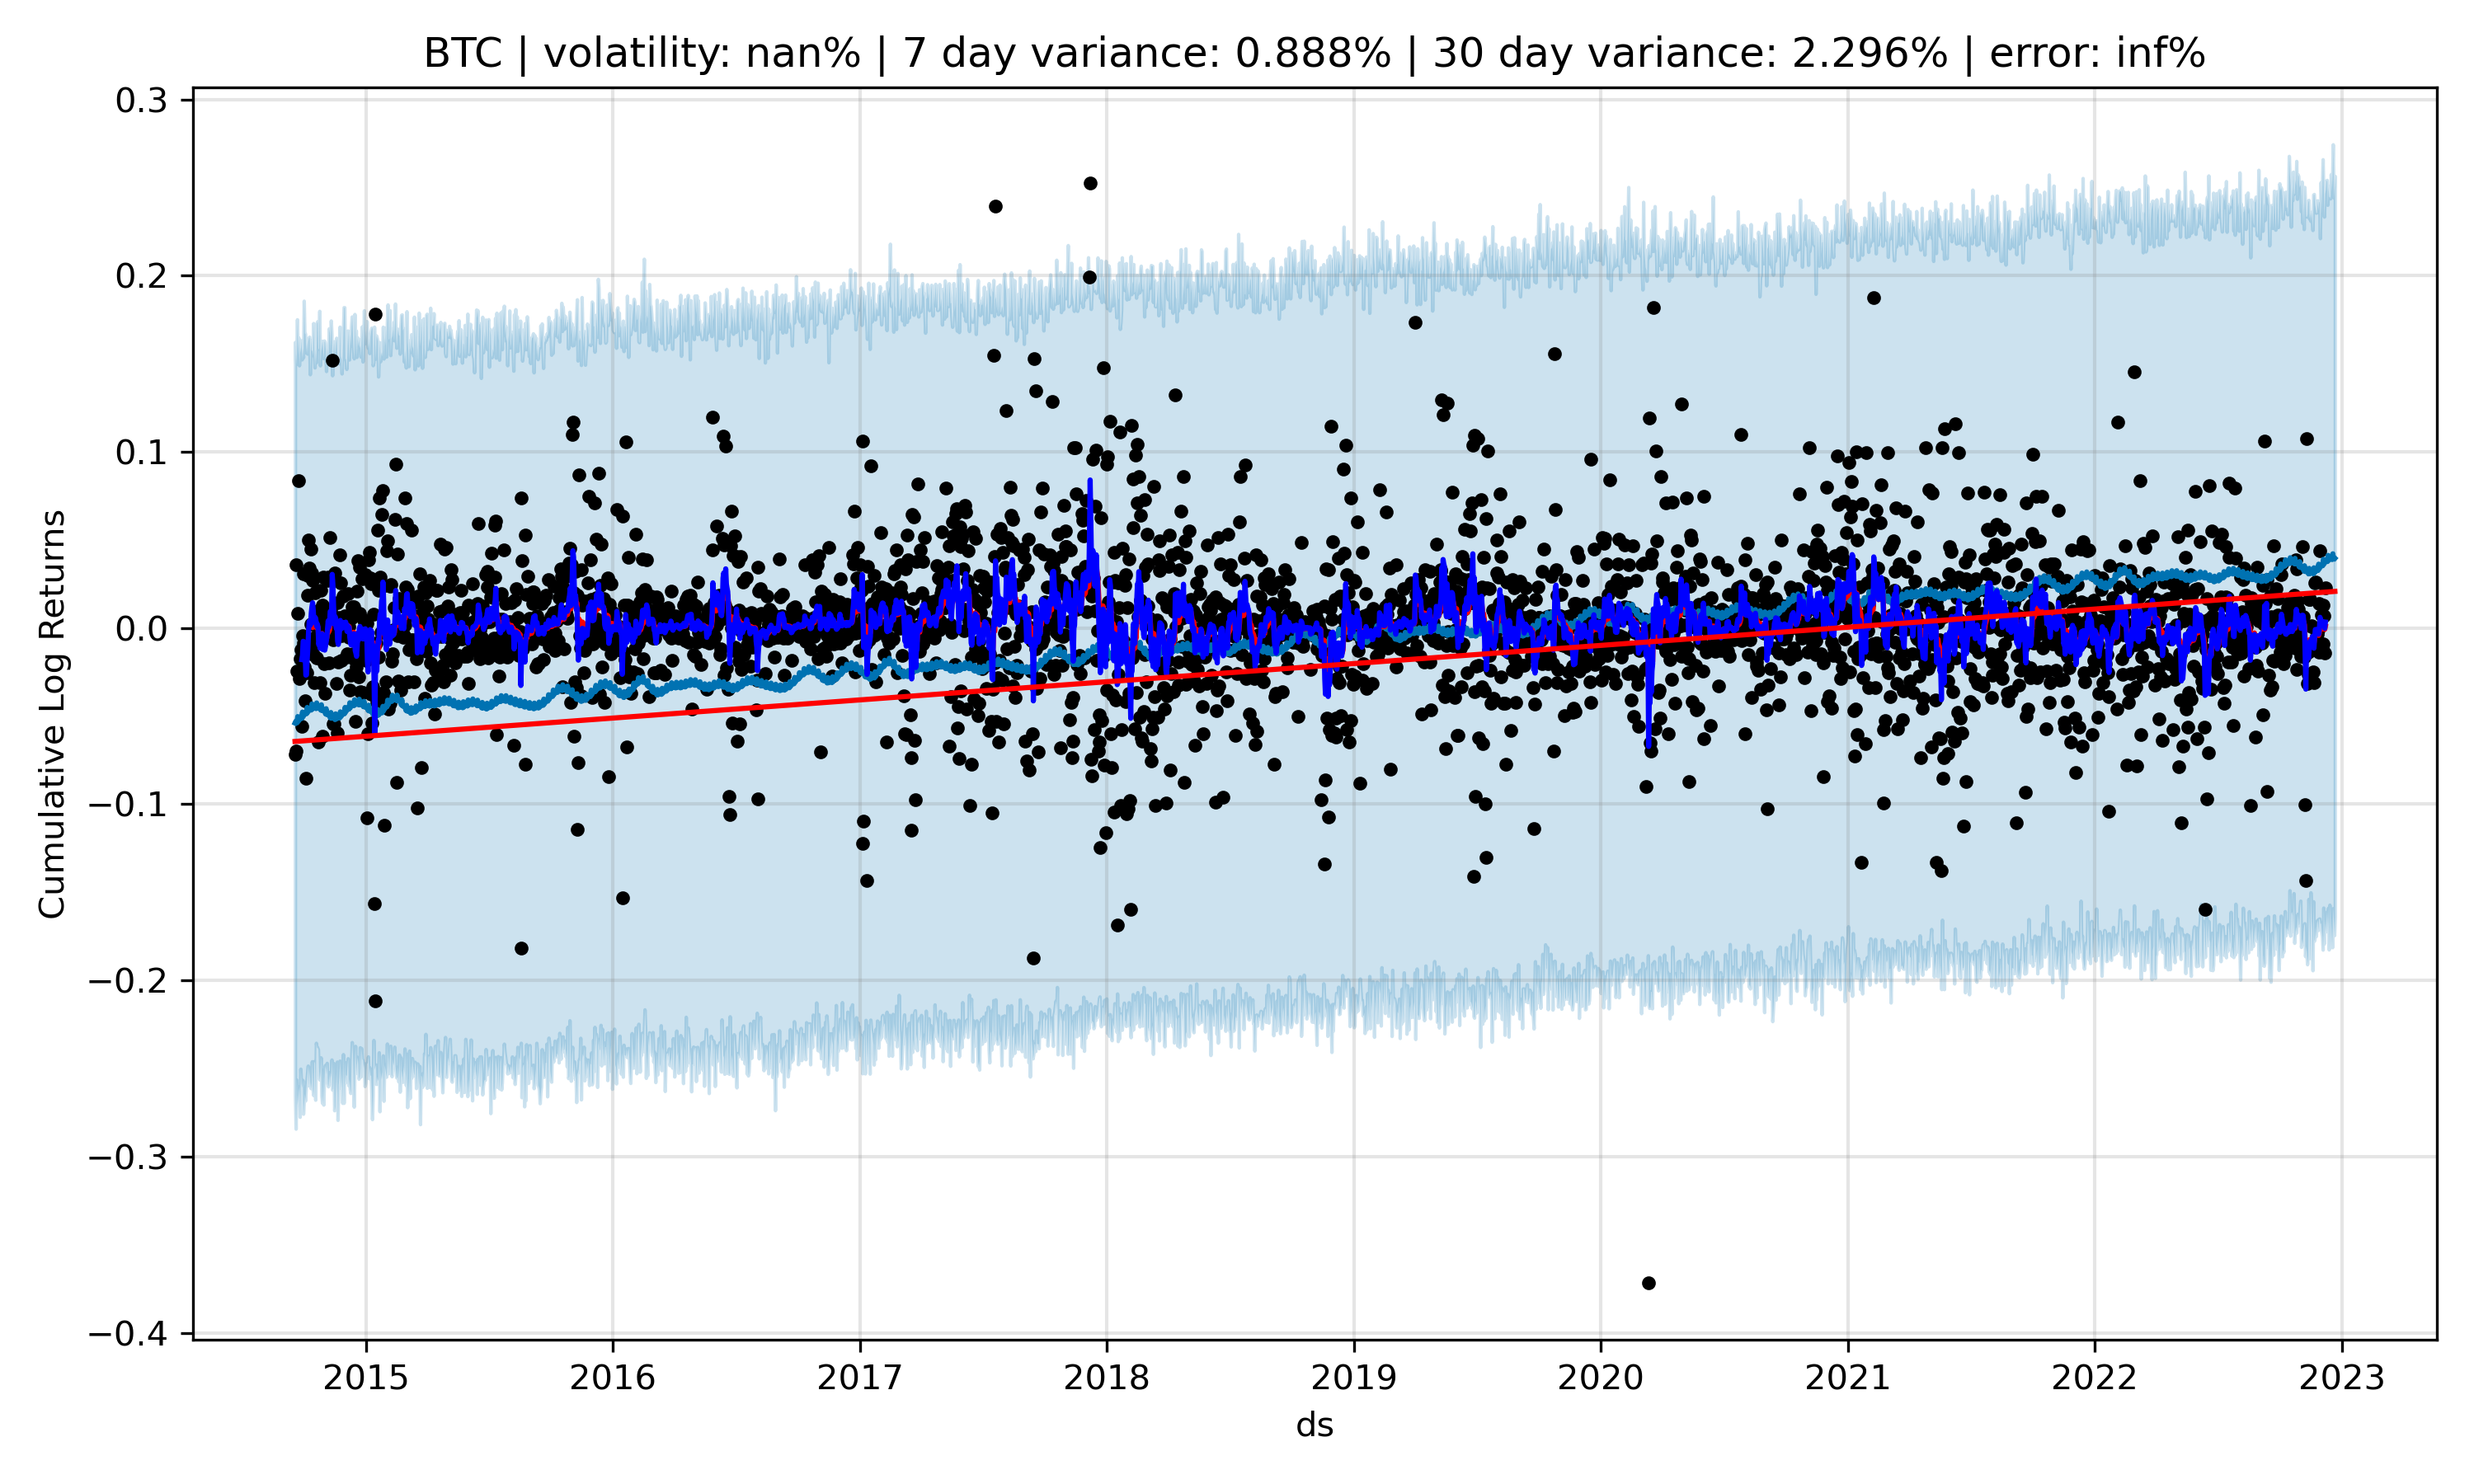 BTC | volatility: nan% | 7 day variance: 0.888% | 30 day variance: 2.296% | error: inf%
0.3
0.2
0.1
0.0
−0.1
−0.2
−0.3
−0.4
Cumulative Log Returns
2015 2016 2017 2018 2019 2020 2021 2022 2023
ds